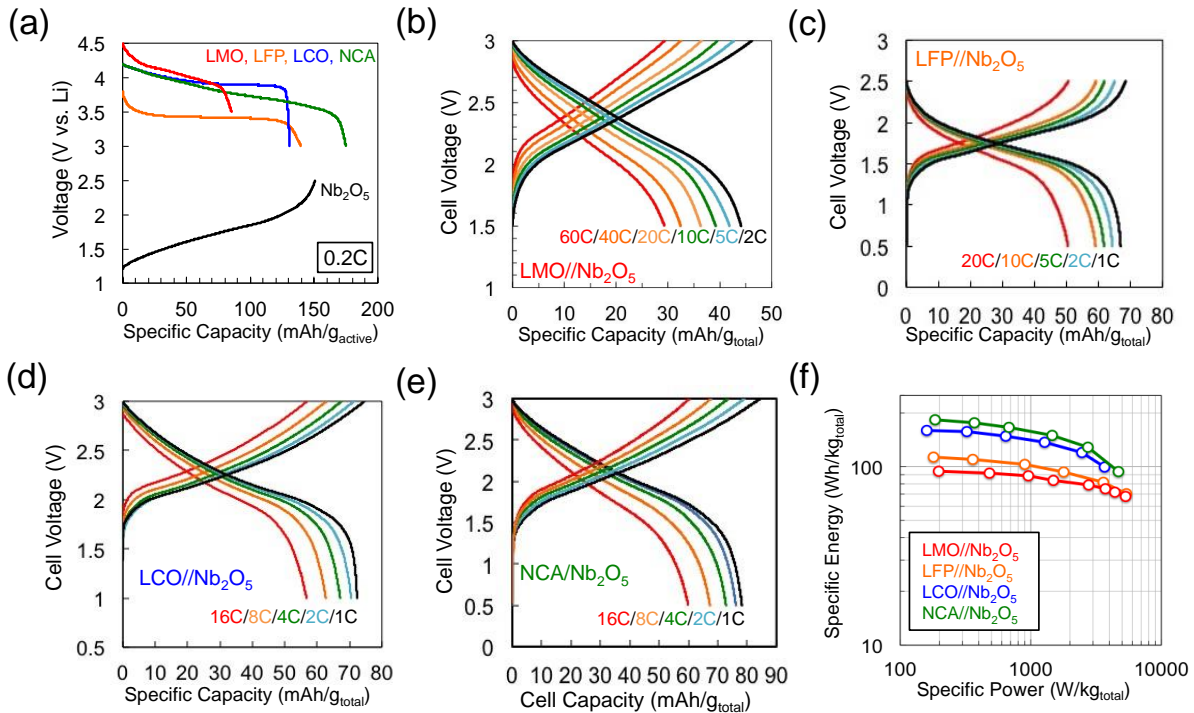 (a)
4.5
4
3.5
3
2.5
2
1.5
1
Voltage (V vs. Li)
LMO, LFP, LCO, NCA
Nb₂O₅
0.2C
0 50 100 150 200
Specific Capacity (mAh/g_active)
(b)
3
2.5
2
1.5
1
Cell Voltage (V)
60C/40C/20C/10C/5C/2C
LMO//Nb₂O₅
0 10 20 30 40 50
Specific Capacity (mAh/g_total)
(c)
3
2.5
2
1.5
1
0.5
0
Cell Voltage (V)
LFP//Nb₂O₅
20C/10C/5C/2C/1C
0 10 20 30 40 50 60 70 80
Specific Capacity (mAh/g_total)
(d)
3
2.5
2
1.5
1
0.5
Cell Voltage (V)
LCO//Nb₂O₅
16C/8C/4C/2C/1C
0 10 20 30 40 50 60 70 80
Specific Capacity (mAh/g_total)
(e)
3
2.5
2
1.5
1
0.5
0
Cell Voltage (V)
NCA/Nb₂O₅
16C/8C/4C/2C/1C
0 10 20 30 40 50 60 70 80 90
Cell Capacity (mAh/g_total)
(f)
100
10
Specific Energy (Wh/kg_total)
LMO//Nb₂O₅
LFP//Nb₂O₅
LCO//Nb₂O₅
NCA//Nb₂O₅
100 1000 10000
Specific Power (W/kg_total)